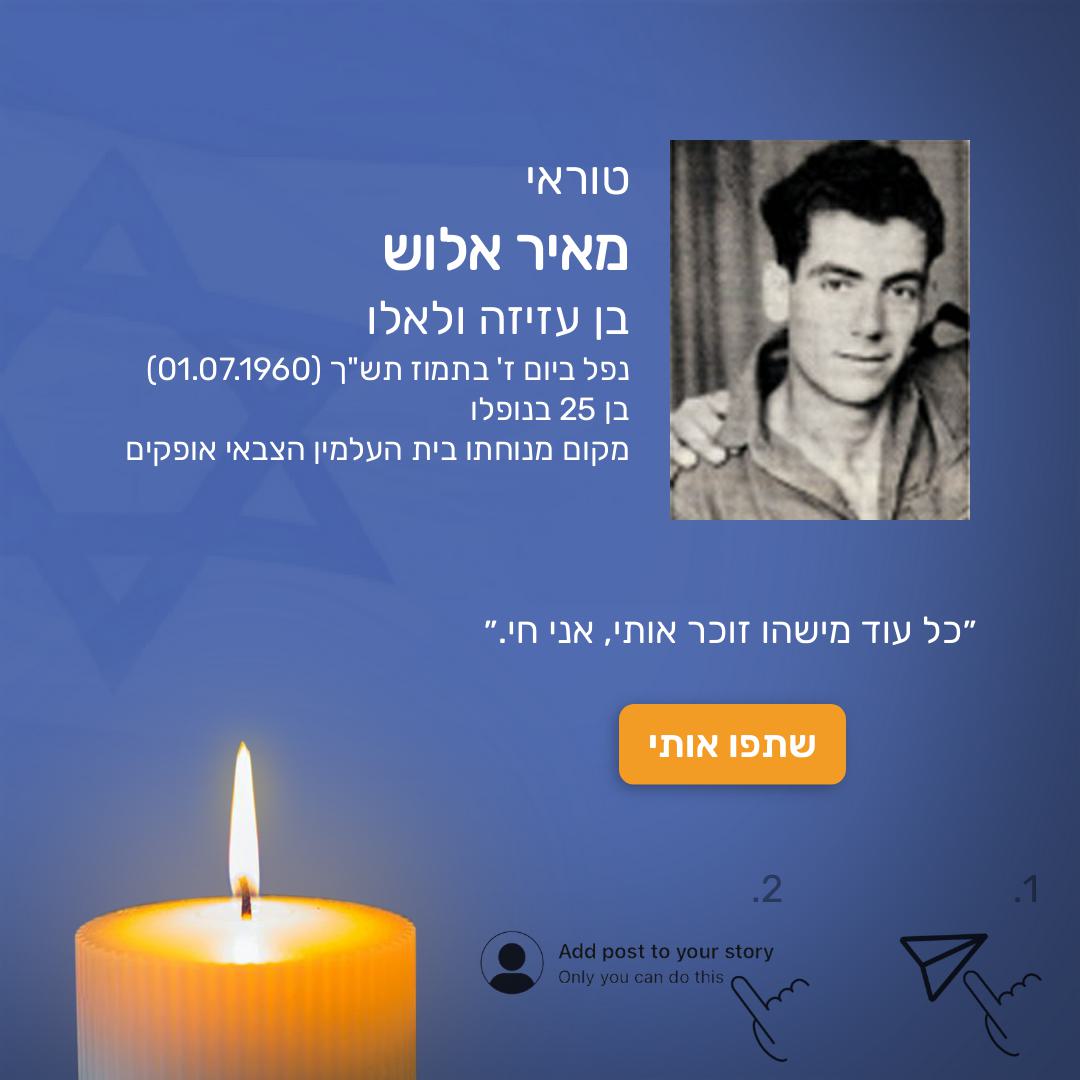 טוראי
מאיר אלוש
בן עזיזה ולאלו
נפל ביום ז' בתמוז תש"ך (01.07.1960)
בן 25 בנופלו
מקום מנוחתו בית העלמין הצבאי אופקים
״כל עוד מישהו זוכר אותי, אני חי.״
שתפו אותי
.1
.2
Add post to your story
Only you can do this